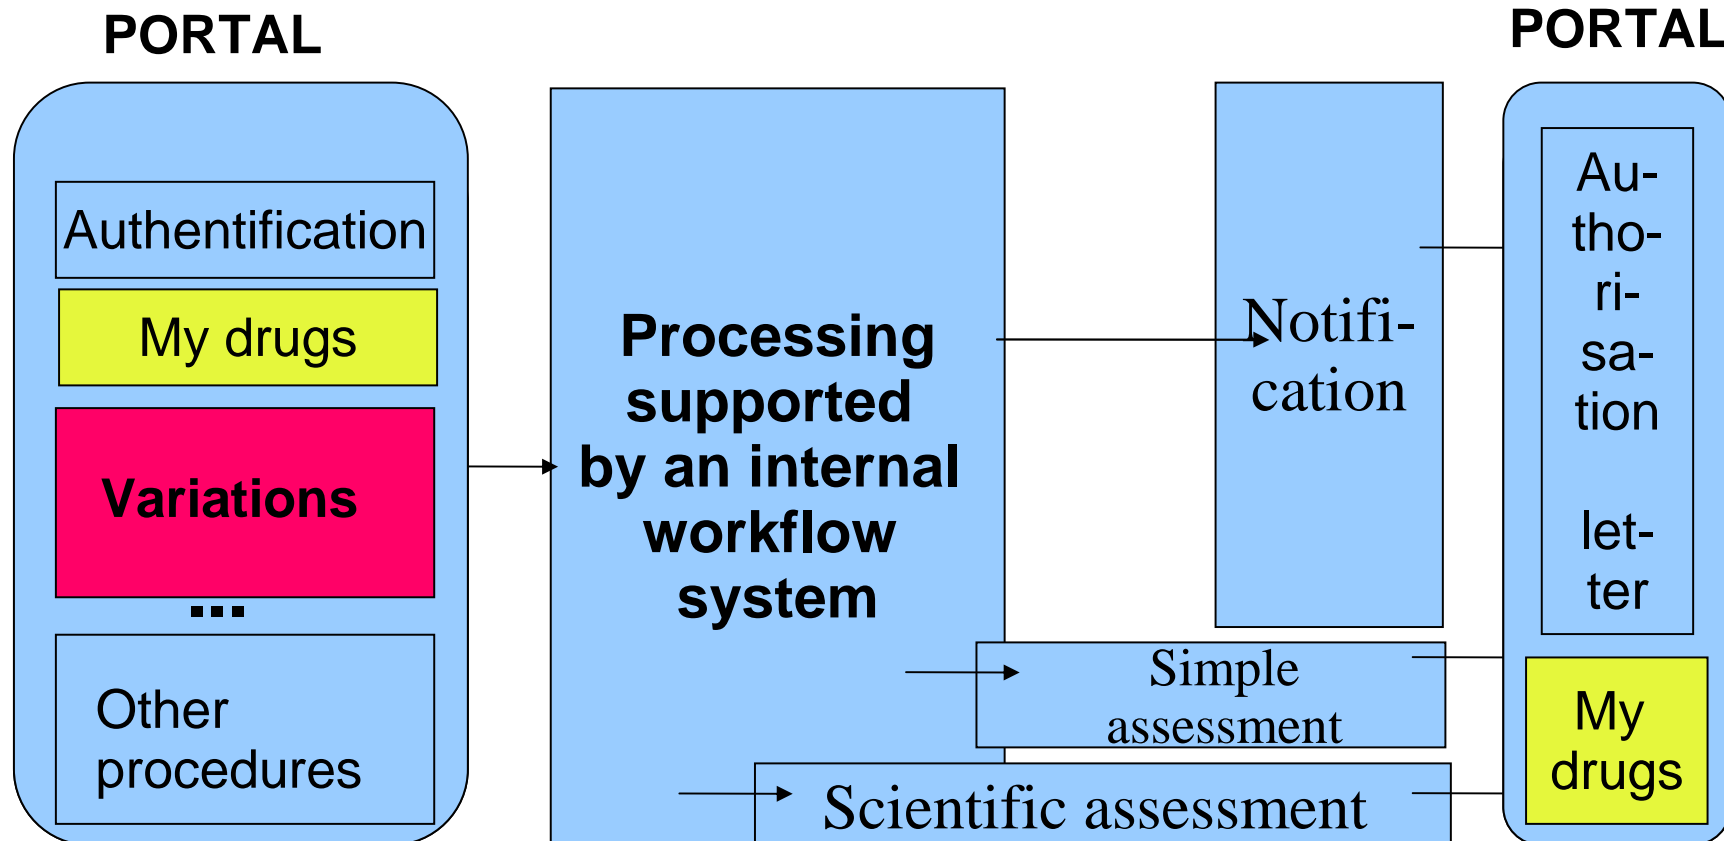 PORTAL
Authentification
My drugs
Variations
...
Other
procedures
Processing
supported
by an internal
workflow
system
Notifi-
cation
Simple
assessment
Scientific assessment
PORTAL
Au-
tho-
ri-
sa-
tion
let-
ter
My
drugs